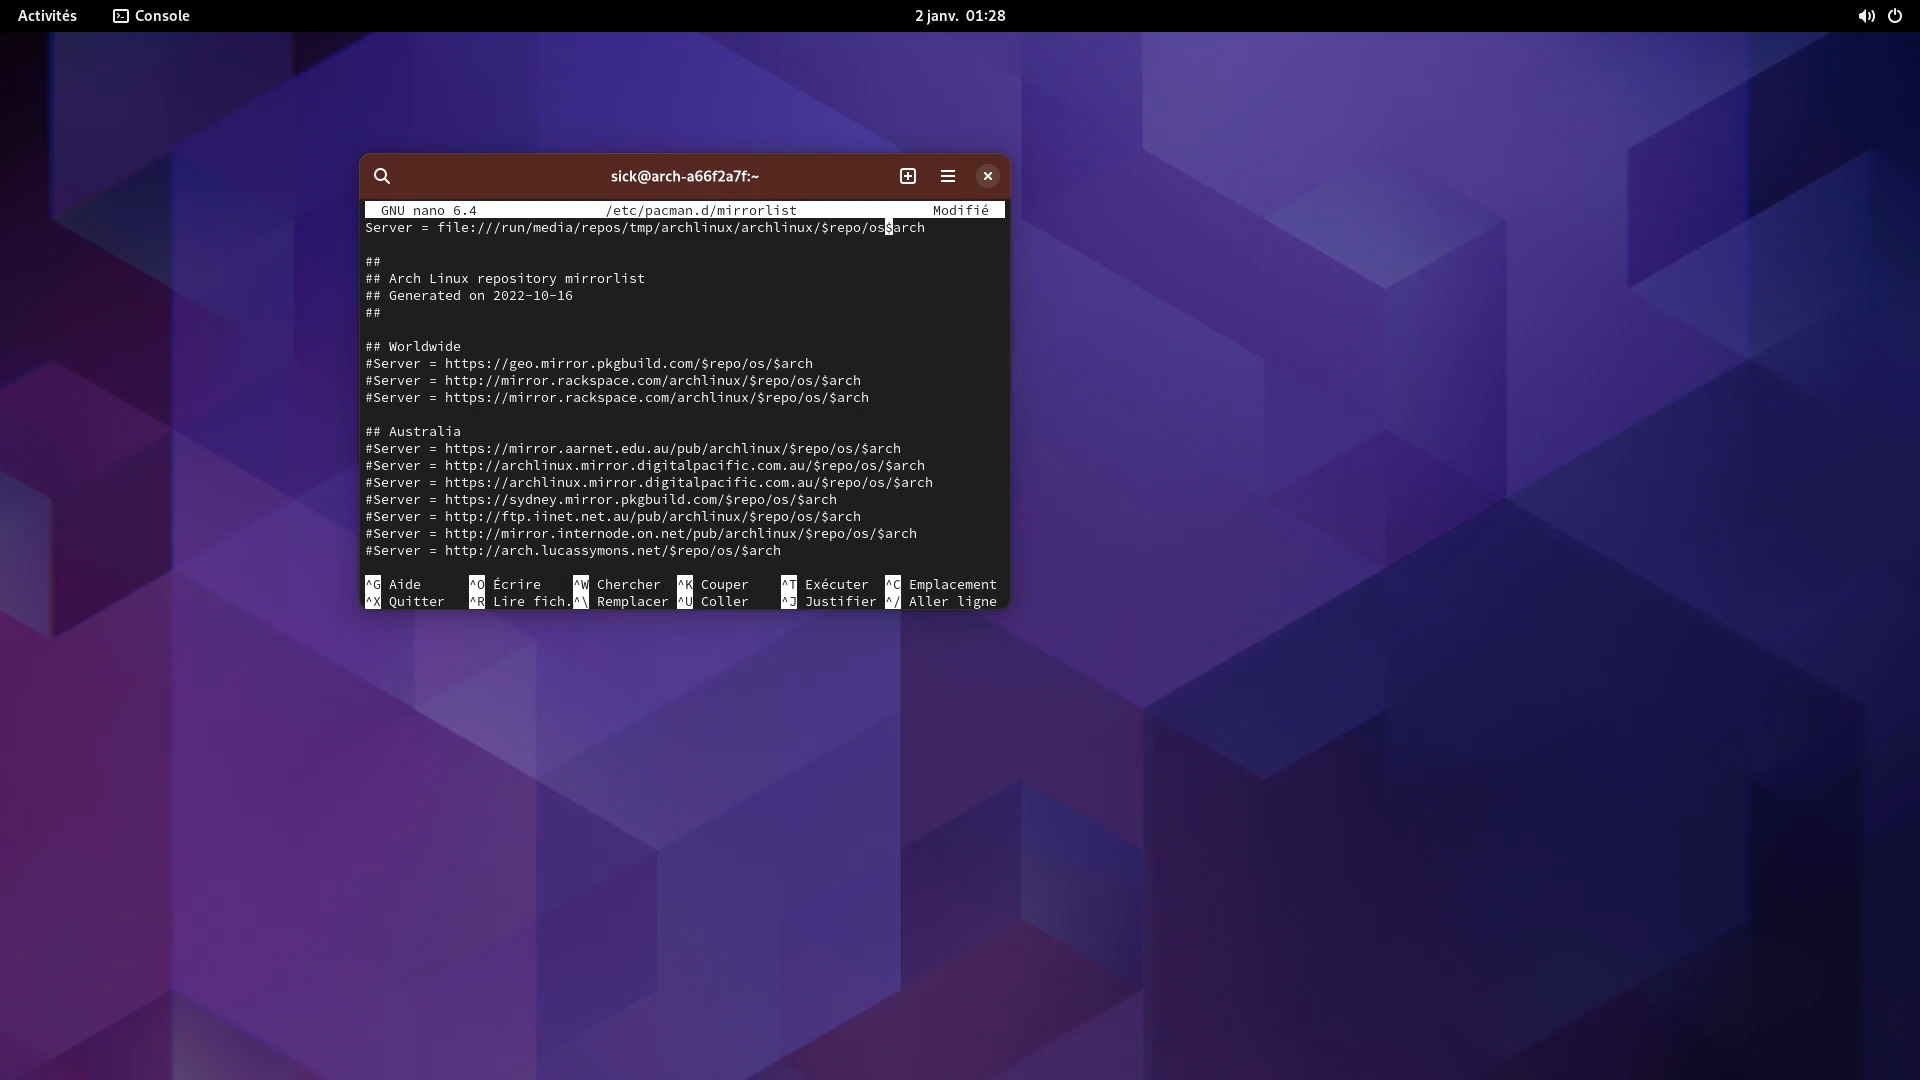 Activités Console 2 janv. 01:28
sick@arch-a66f2a7f:~
GNU nano 6.4 /etc/pacman.d/mirrorlist Modifié
Server = file:///run/media/repos/tmp/archlinux/archlinux/$repo/os$arch
##
## Arch Linux repository mirrorlist
## Generated on 2022-10-16
##
## Worldwide
#Server = https://geo.mirror.pkgbuild.com/$repo/os/$arch
#Server = http://mirror.rackspace.com/archlinux/$repo/os/$arch
#Server = https://mirror.rackspace.com/archlinux/$repo/os/$arch
## Australia
#Server = https://mirror.aarnet.edu.au/pub/archlinux/$repo/os/$arch
#Server = http://archlinux.mirror.digitalpacific.com.au/$repo/os/$arch
#Server = https://archlinux.mirror.digitalpacific.com.au/$repo/os/$arch
#Server = https://sydney.mirror.pkgbuild.com/$repo/os/$arch
#Server = http://ftp.iinet.net.au/pub/archlinux/$repo/os/$arch
#Server = http://mirror.internode.on.net/pub/archlinux/$repo/os/$arch
#Server = http://arch.lucassymons.net/$repo/os/$arch
^G Aide ^O Écrire ^W Chercher ^K Couper ^T Exécuter ^C Emplacement
^X Quitter ^R Lire fich. ^\ Remplacer ^U Coller ^J Justifier ^/ Aller ligne